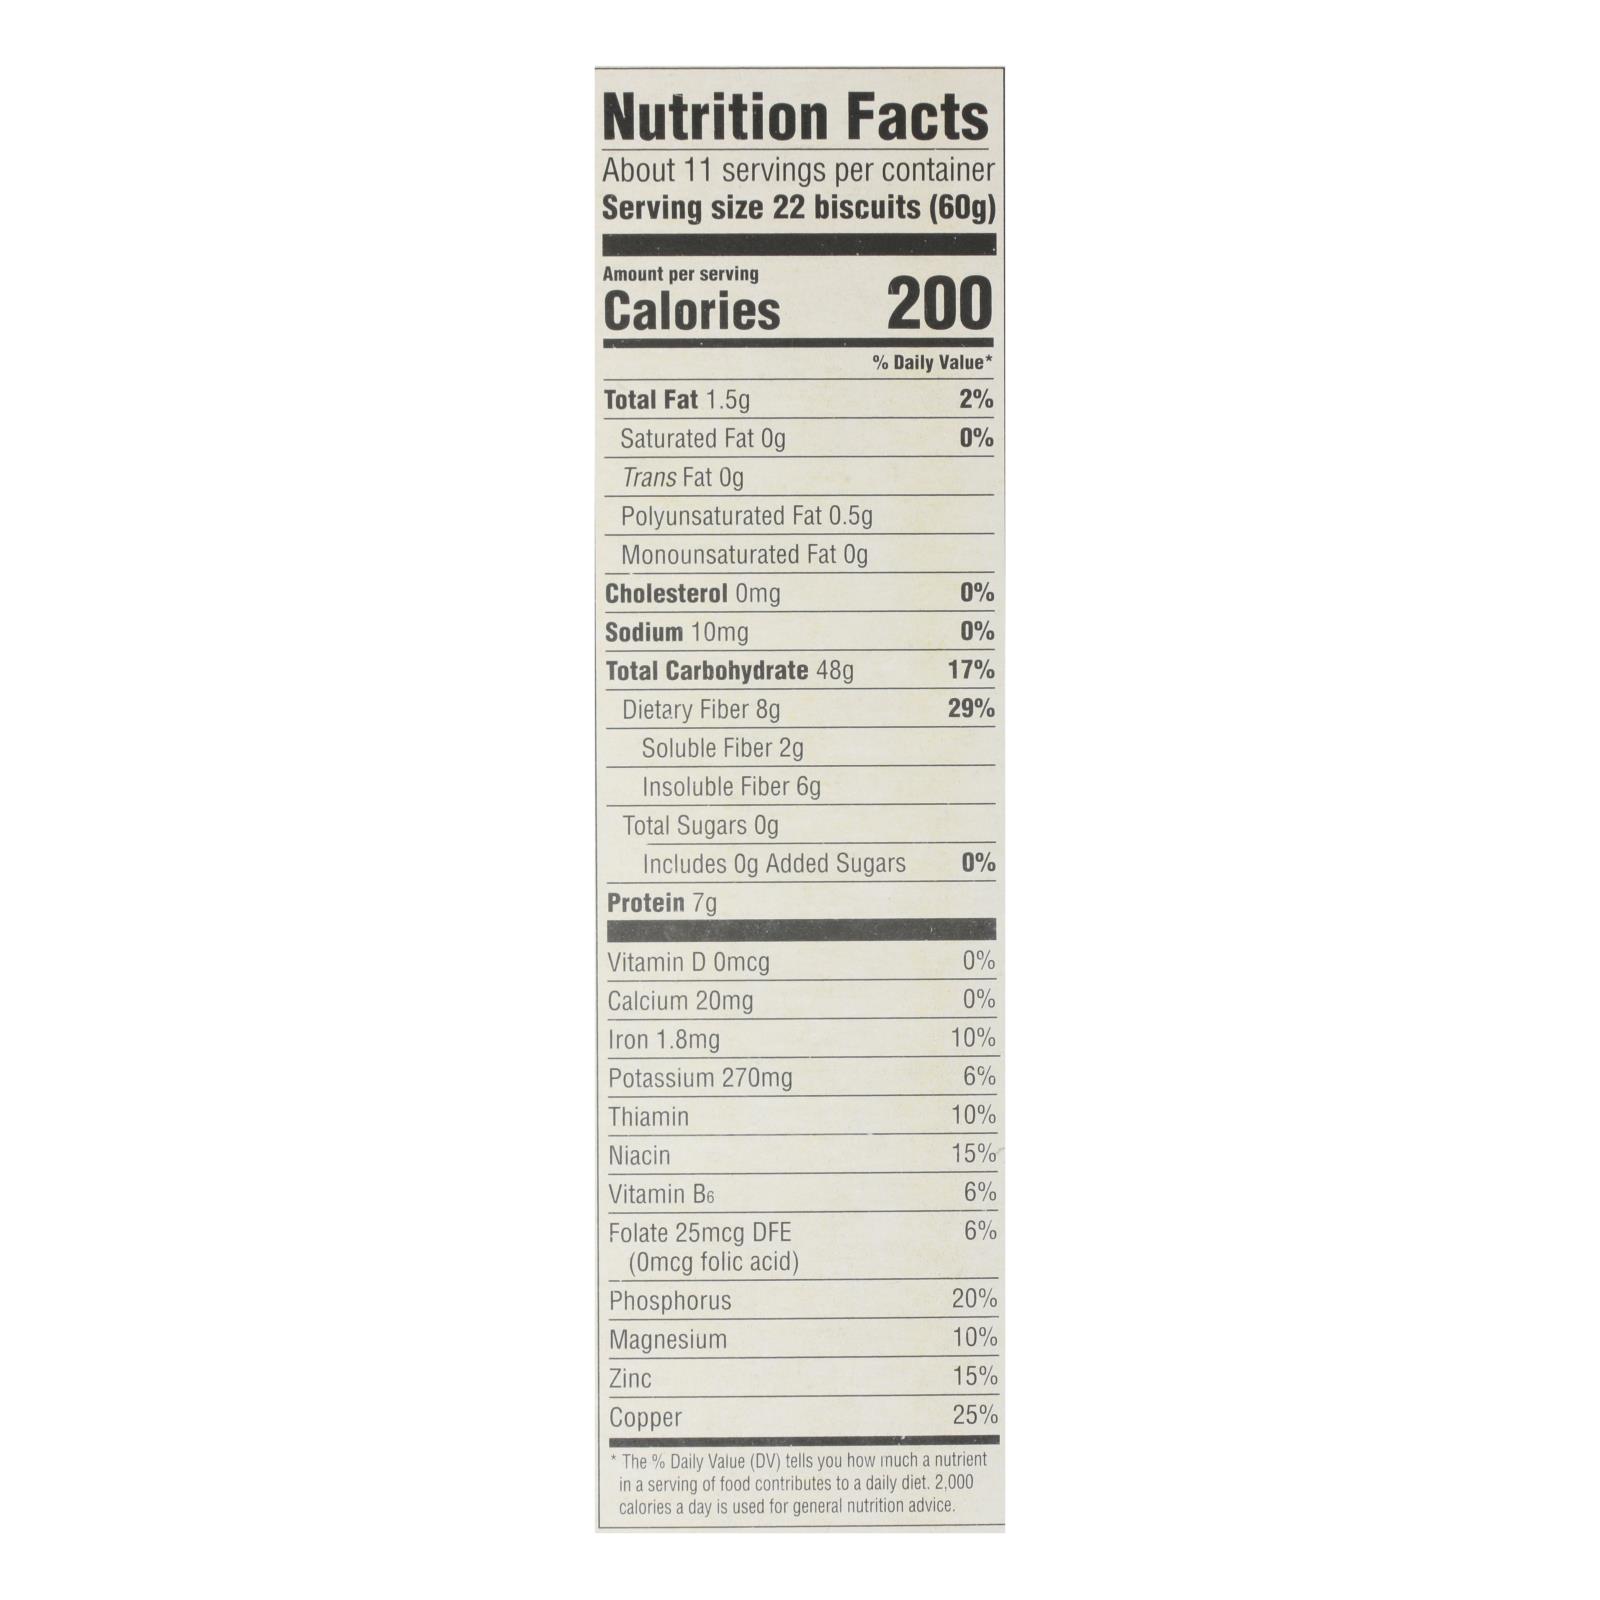 Nutrition Facts
About 11 servings per container
Serving size 22 biscuits (60g)
Amount per serving
Calories 200
% Daily Value*
Total Fat 1.5g 2%
Saturated Fat 0g 0%
Trans Fat 0g
Polyunsaturated Fat 0.5g
Monounsaturated Fat 0g
Cholesterol 0mg 0%
Sodium 10mg 0%
Total Carbohydrate 48g 17%
Dietary Fiber 8g 29%
Soluble Fiber 2g
Insoluble Fiber 6g
Total Sugars 0g
Includes 0g Added Sugars 0%
Protein 7g
Vitamin D 0mcg 0%
Calcium 20mg 0%
Iron 1.8mg 10%
Potassium 270mg 6%
Thiamin 10%
Niacin 15%
Vitamin B6 6%
Folate 25mcg DFE 6%
(0mcg folic acid)
Phosphorus 20%
Magnesium 10%
Zinc 15%
Copper 25%
* The % Daily Value (DV) tells you how much a nutrient
in a serving of food contributes to a daily diet. 2,000
calories a day is used for general nutrition advice.